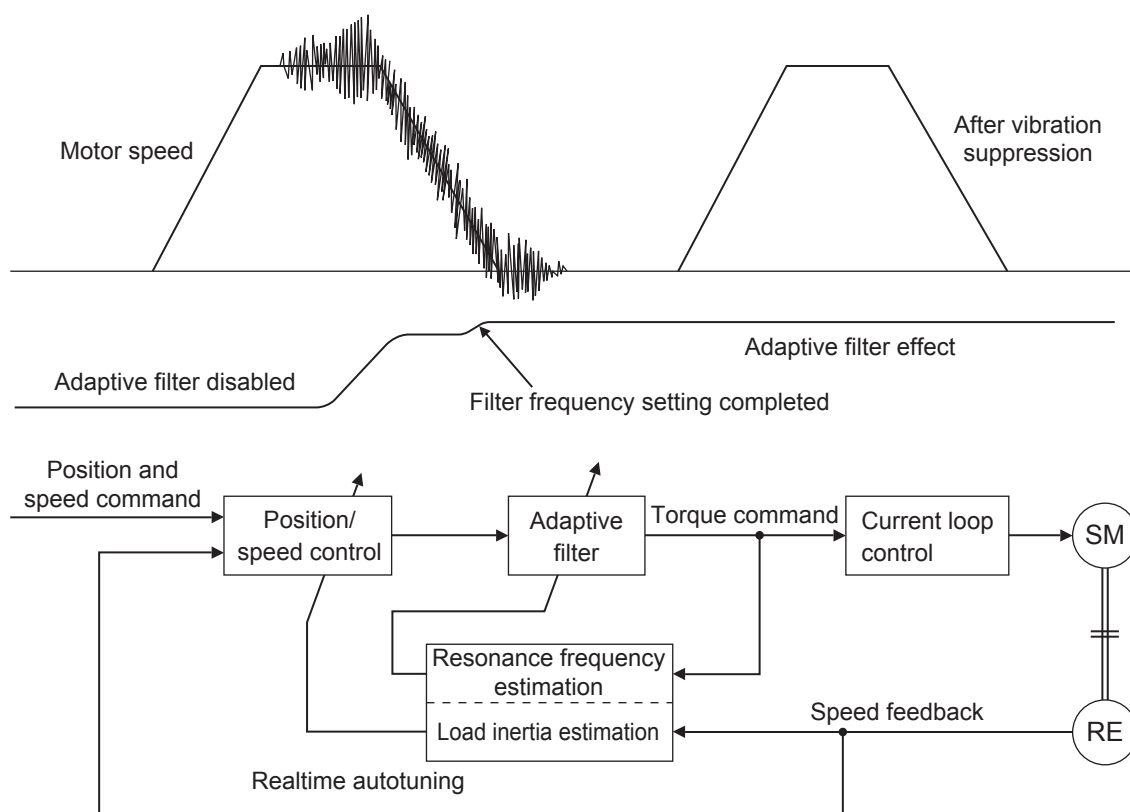 Motor speed
After vibration
suppression
Adaptive filter disabled
Adaptive filter effect
Filter frequency setting completed
Position and
speed command
Position/
speed control
Adaptive
filter
Torque command
Current loop
control
SM
Resonance frequency
estimation
Load inertia estimation
Speed feedback
RE
Realtime autotuning